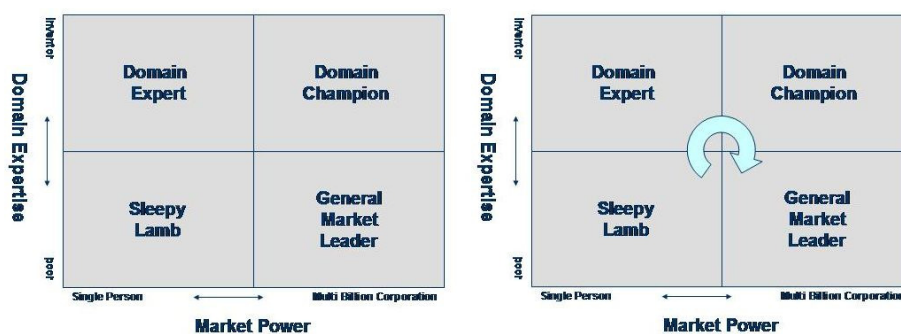 Inventor
Domain Expertise
poor
Domain
Expert
Domain
Champion
Sleepy
Lamb
General
Market
Leader
Single Person
Multi Billion Corporation
Market Power
Inventor
Domain Expertise
poor
Domain
Expert
Domain
Champion
Sleepy
Lamb
General
Market
Leader
Single Person
Multi Billion Corporation
Market Power